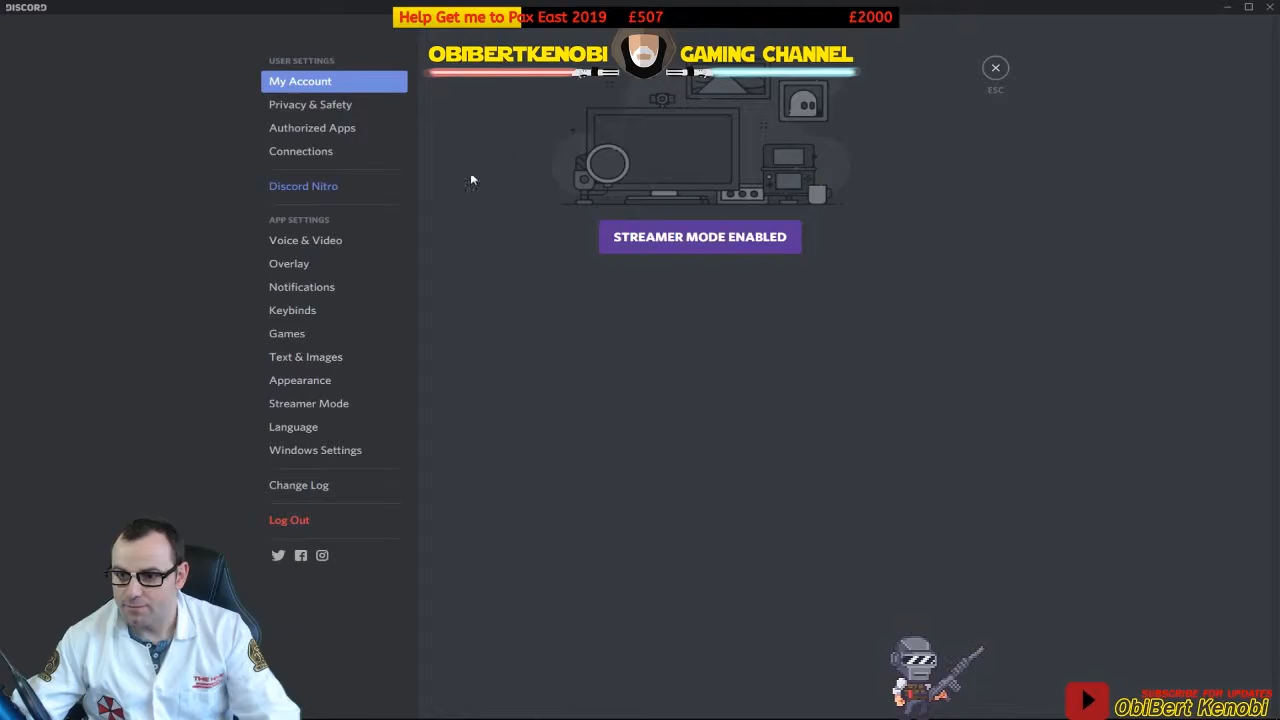 DISCORD
Help Get me to Pax East 2019 £507 £2000
OBIBERTKENOBI GAMING CHANNEL
USER SETTINGS
My Account
Privacy & Safety
Authorized Apps
Connections
Discord Nitro
APP SETTINGS
Voice & Video
Overlay
Notifications
Keybinds
Games
Text & Images
Appearance
Streamer Mode
Language
Windows Settings
Change Log
Log Out
ESC
STREAMER MODE ENABLED
SUBSCRIBE FOR UPDATES
ObiBert Kenobi